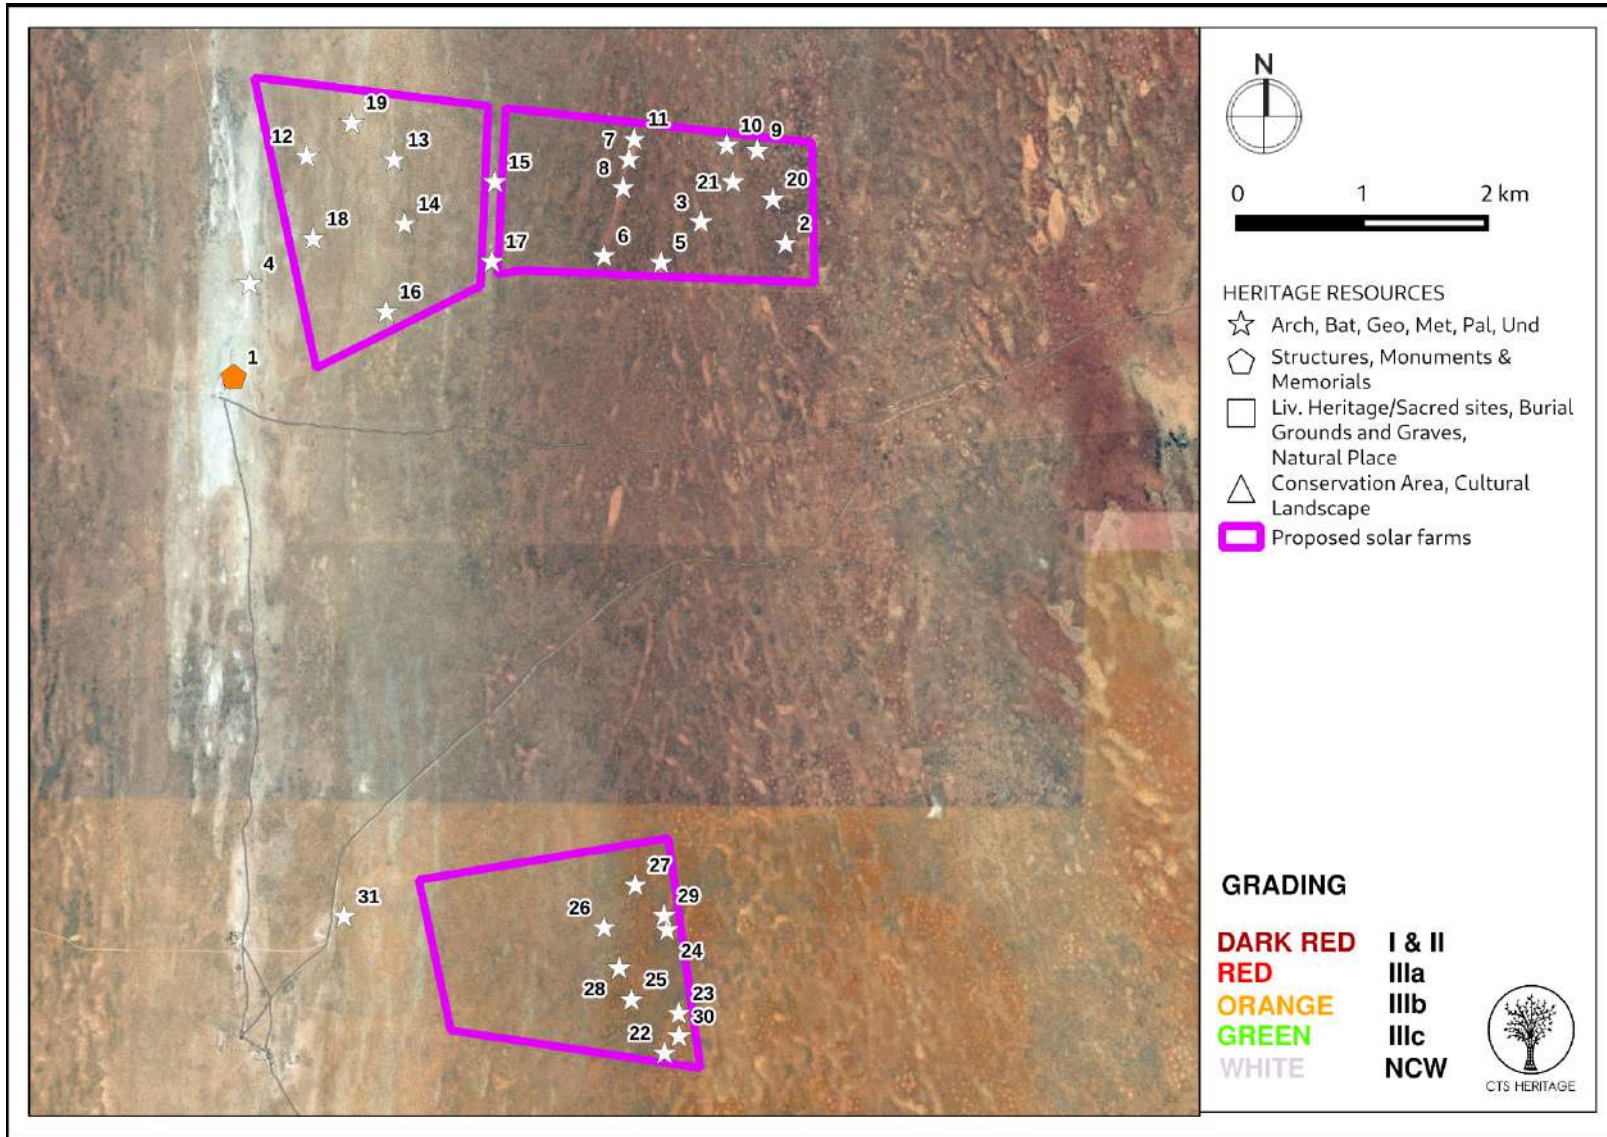 19
12
13
11
7
10
9
15
8
21
20
14
3
18
2
6
5
17
4
16
1
27
31
26
29
24
25
28
23
30
22
N
0 1 2 km
HERITAGE RESOURCES
Arch, Bat, Geo, Met, Pal, Und
Structures, Monuments &
Memorials
Liv. Heritage/Sacred sites, Burial
Grounds and Graves,
Natural Place
Conservation Area, Cultural
Landscape
Proposed solar farms
GRADING
DARK RED I & II
RED IIIa
ORANGE IIIb
GREEN IIIc
WHITE NCW
CTS HERITAGE